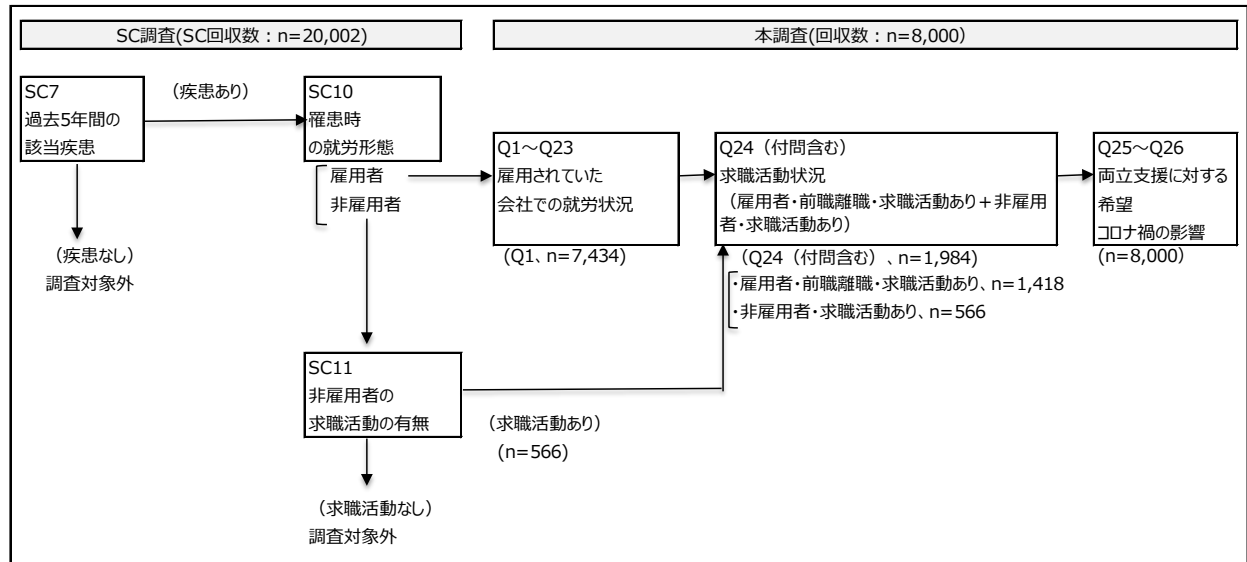 SC調査(SC回収数：n=20,002)
本調査(回収数：n=8,000）
SC7
過去5年間の
該当疾患
（疾患あり）
SC10
罹患時
の就労形態
雇用者
非雇用者
（疾患なし）
調査対象外
Q1～Q23
雇用されていた
会社での就労状況
(Q1、n=7,434)
Q24（付問含む）
求職活動状況
（雇用者・前職離職・求職活動あり＋非雇用
者・求職活動あり）
(Q24（付問含む）、n=1,984)
・雇用者・前職離職・求職活動あり、n=1,418
・非雇用者・求職活動あり、n=566
Q25～Q26
両立支援に対する
希望
コロナ禍の影響
(n=8,000)
SC11
非雇用者の
求職活動の有無
（求職活動あり）
(n=566)
（求職活動なし）
調査対象外